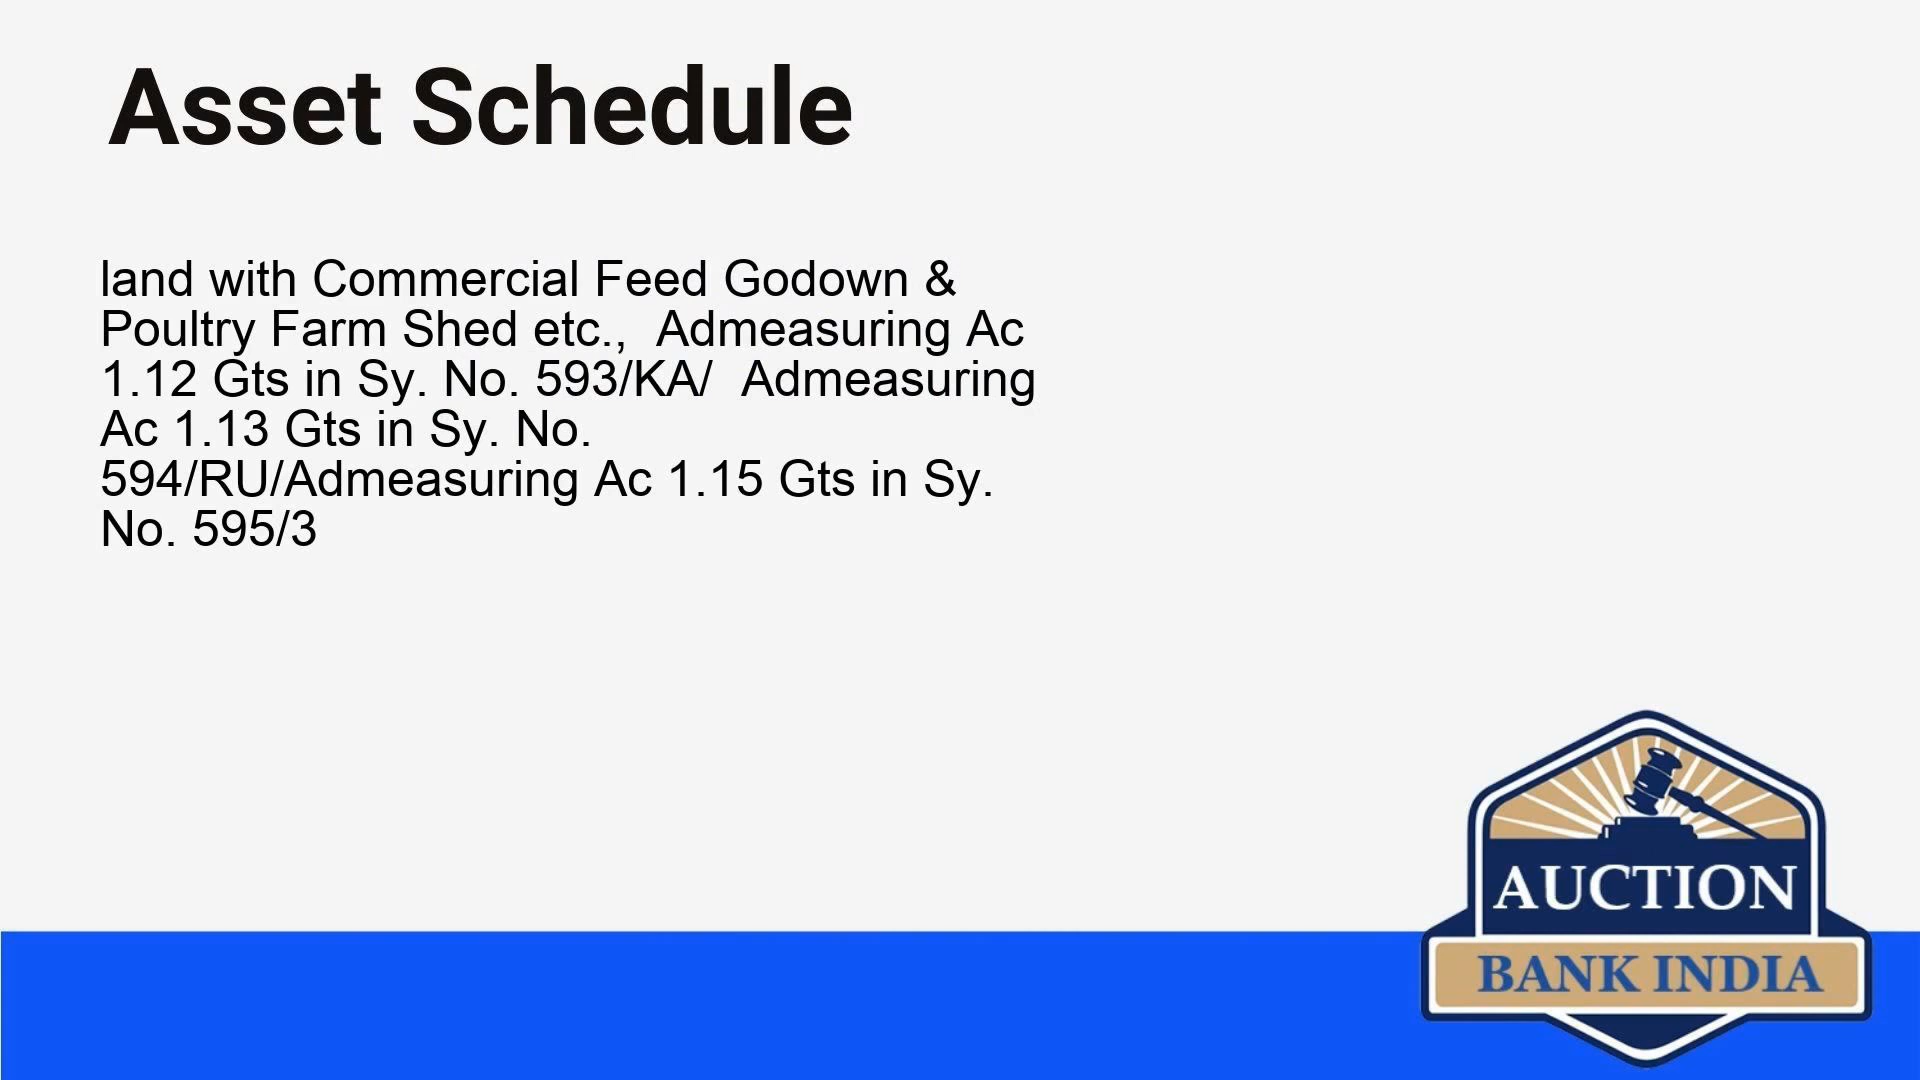 Asset Schedule
land with Commercial Feed Godown &
Poultry Farm Shed etc.,  Admeasuring Ac
1.12 Gts in Sy. No. 593/KA/  Admeasuring
Ac 1.13 Gts in Sy. No.
594/RU/Admeasuring Ac 1.15 Gts in Sy.
No. 595/3
AUCTION
BANK INDIA